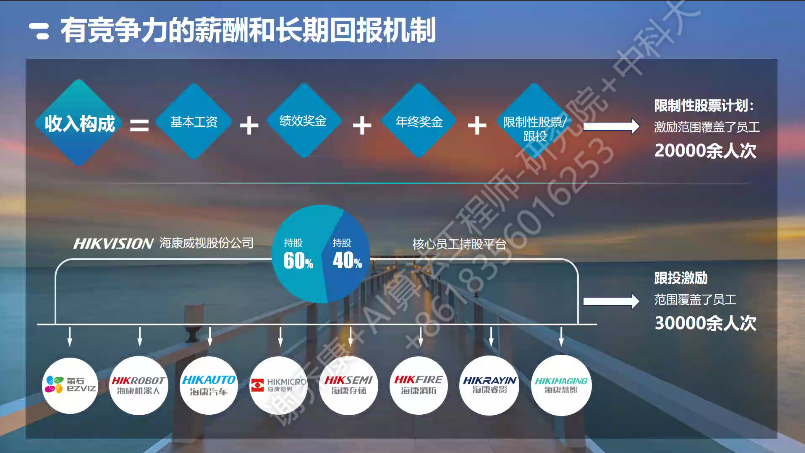 有竞争力的薪酬和长期回报机制
收入构成
=
基本工资
+
绩效奖金
+
年终奖金
+
限制性股票/
跟投
限制性股票计划：
激励范围覆盖了员工
20000余人次
HIKVISION 海康威视股份公司
持股
60%
持股
40%
核心员工持股平台
跟投激励
范围覆盖了员工
30000余人次
萤石
ezviz
HIKROBOT
海康机器人
HIKAUTO
海康汽车
HIKMICRO
海康微影
HIKSEMI
海康存储
HIKFIRE
海康消防
HIKRAYIN
海康睿影
HIKIMAGING
海康慧影
+AI算法工程师-研究院+中科大
+86 18356016253